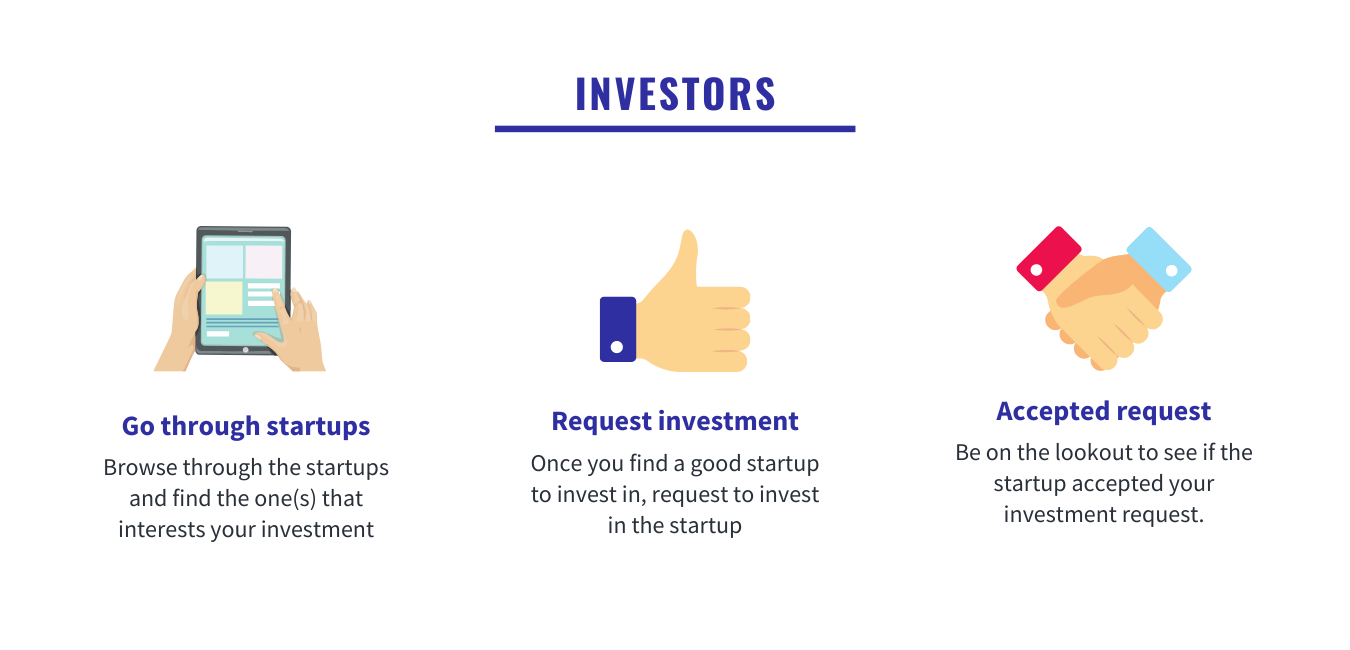 INVESTORS
Go through startups
Browse through the startups
and find the one(s) that
interests your investment
Request investment
Once you find a good startup
to invest in, request to invest
in the startup
Accepted request
Be on the lookout to see if the
startup accepted your
investment request.